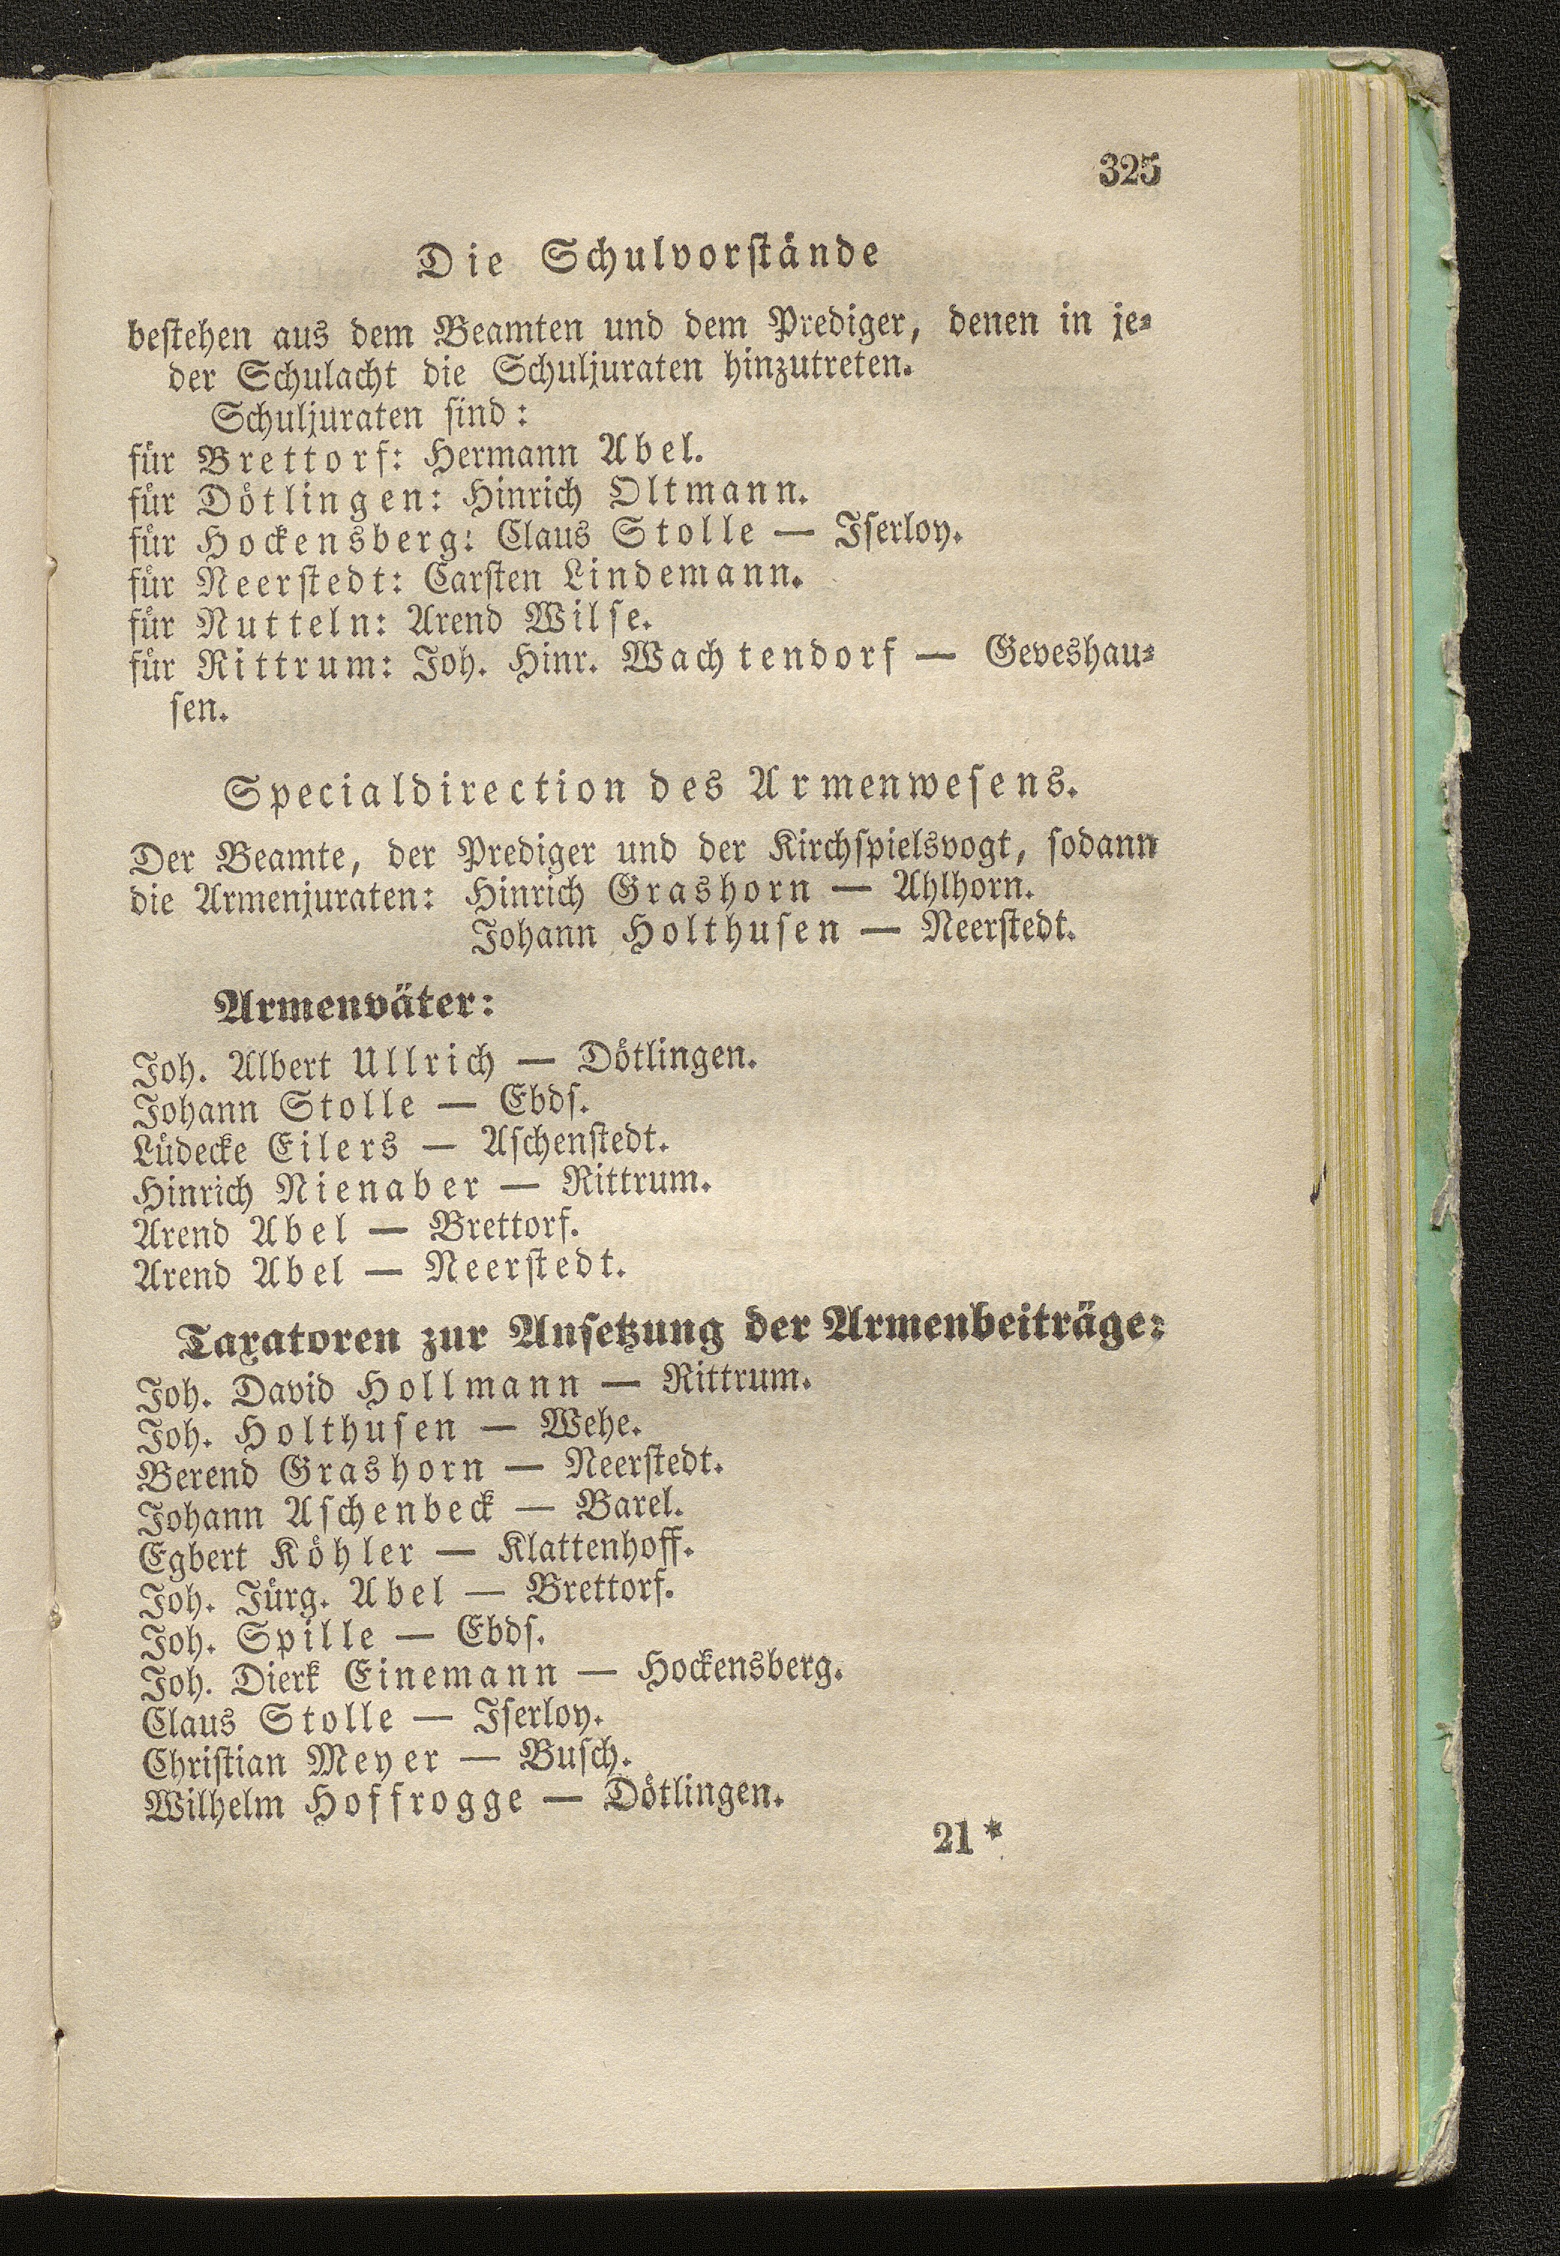 325
Die Schulvorstände
bestehen aus dem Beamten und dem Prediger, denen in je-
der Schulacht die Schuljuraten hinzutreten.
Schuljuraten sind:
für Brettorf: Hermann Abel.
für Dötlingen: Hinrich Oltmann.
für Hockensberg: Claus Stolle — Iserloy.
für Neerstedt: Carsten Lindemann.
für Nutteln: Arend Wilse.
für Rittrum: Joh. Hinr. Wachtendorf — Geveshau-
sen.
Specialdirection des Armenwesens.
Der Beamte, der Prediger und der Kirchspielsvogt, sodann
die Armenjuraten: Hinrich Grashorn — Ahlhorn.
Johann Holthusen — Neerstedt.
Armenväter:
Joh. Albert Ullrich — Dötlingen.
Johann Stolle — Ebds.
Lüdecke Eilers — Aschenstedt.
Hinrich Nienaber — Rittrum.
Arend Abel — Brettorf.
Arend Abel — Neerstedt.
Taxatoren zur Ansetzung der Armenbeiträge:
Joh. David Hollmann — Rittrum.
Joh. Holthusen — Wehe.
Berend Grashorn — Neerstedt.
Johann Aschenbeck — Barel.
Egbert Köhler — Klattenhoff.
Joh. Jürg. Abel — Brettorf.
Joh. Spille — Ebds.
Joh. Dierk Einemann — Hockensberg.
Claus Stolle — Iserloy.
Christian Meyer — Busch.
Wilhelm Hoffrogge — Dötlingen.
21*